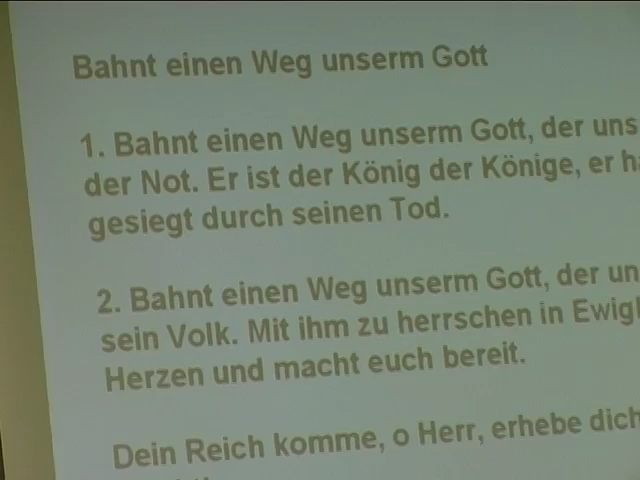 Bahnt einen Weg unserm Gott
1. Bahnt einen Weg unserm Gott, der uns
der Not. Er ist der König der Könige, er
gesiegt durch seinen Tod.
2. Bahnt einen Weg unserm Gott, der un
sein Volk. Mit ihm zu herrschen in
Herzen und macht euch bereit.
Dein Reich komme, o Herr, erhebe dich